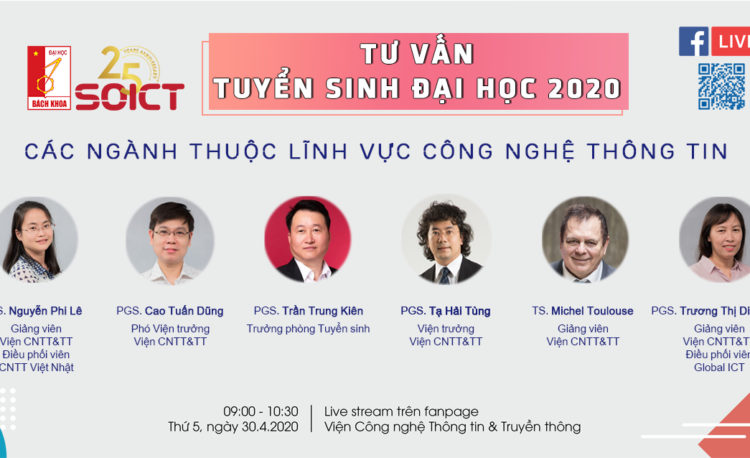 ĐẠI HỌC
BÁCH KHOA
25
YEARS ANNIVERSARY
SOICT
TƯ VẤN
TUYỂN SINH ĐẠI HỌC 2020
f LIVE
CÁC NGÀNH THUỘC LĨNH VỰC CÔNG NGHỆ THÔNG TIN
S. Nguyễn Phi Lê
Giảng viên
Viện CNTT&TT
Điều phối viên
CNTT Việt Nhật
PGS. Cao Tuấn Dũng
Phó Viện trưởng
Viện CNTT&TT
PGS. Trần Trung Kiên
Trưởng phòng Tuyển sinh
PGS. Tạ Hải Tùng
Viện trưởng
Viện CNTT&TT
TS. Michel Toulouse
Giảng viên
Viện CNTT&TT
PGS. Trương Thị Di
Giảng viên
Viện CNTT&T
Điều phối viên
Global ICT
09:00 - 10:30
Thứ 5, ngày 30.4.2020
Live stream trên fanpage
Viện Công nghệ Thông tin & Truyền thông